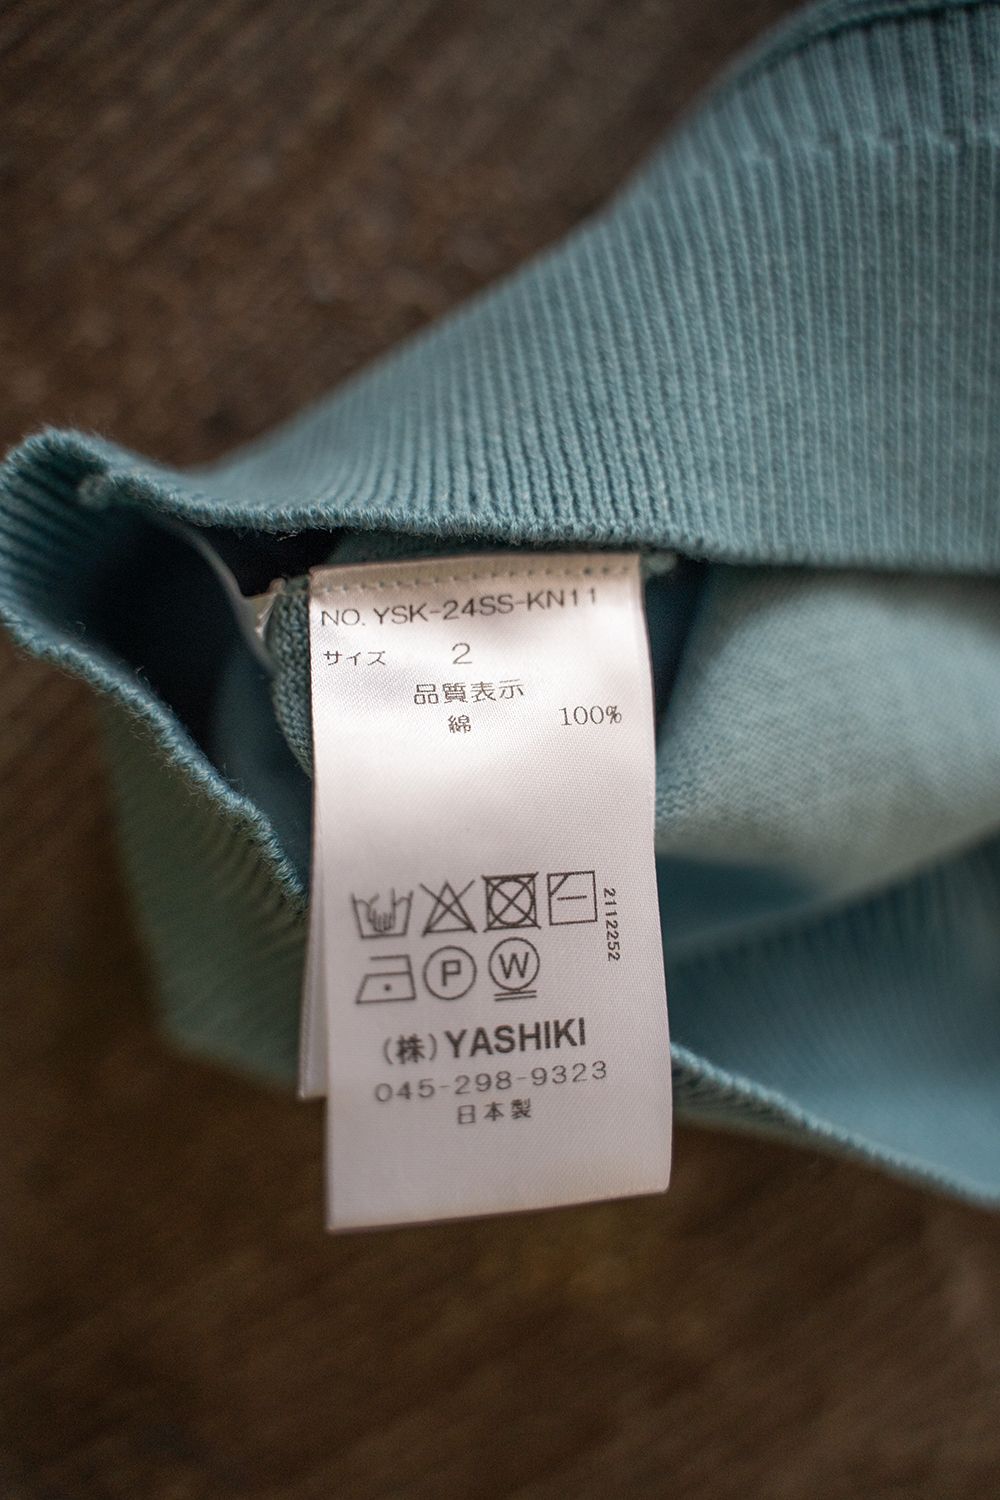 NO. YSK-24SS-KN11
サイズ 2
品質表示
綿 100%
2112252
P W
(株)YASHIKI
045-298-9323
日本製